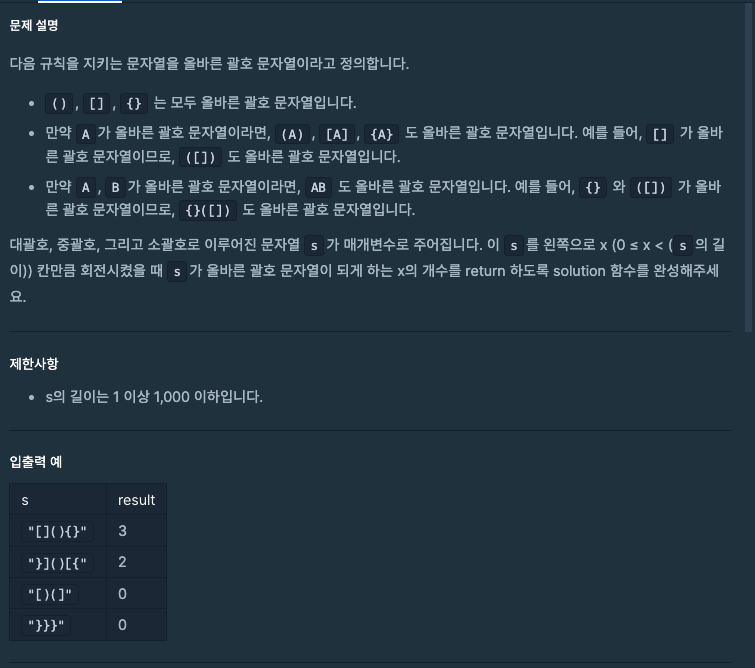 문제 설명
다음 규칙을 지키는 문자열을 올바른 괄호 문자열이라고 정의합니다.
• (), [], {} 는 모두 올바른 괄호 문자열입니다.
• 만약 A 가 올바른 괄호 문자열이라면, (A), [A], {A} 도 올바른 괄호 문자열입니다. 예를 들어, [] 가 올바
른 괄호 문자열이므로, ([]) 도 올바른 괄호 문자열입니다.
• 만약 A, B 가 올바른 괄호 문자열이라면, AB 도 올바른 괄호 문자열입니다. 예를 들어, {} 와 ([]) 가 올바
른 괄호 문자열이므로, {}([]) 도 올바른 괄호 문자열입니다.
대괄호, 중괄호, 그리고 소괄호로 이루어진 문자열 s 가 매개변수로 주어집니다. 이 s 를 왼쪽으로 x (0 ≤ x < ( s 의 길
이)) 칸만큼 회전시켰을 때 s 가 올바른 괄호 문자열이 되게 하는 x의 개수를 return 하도록 solution 함수를 완성해주세
요.
제한사항
• s의 길이는 1 이상 1,000 이하입니다.
입출력 예
s result
"[](){}" 3
"}]()[{" 2
"[)(]" 0
"}}}" 0